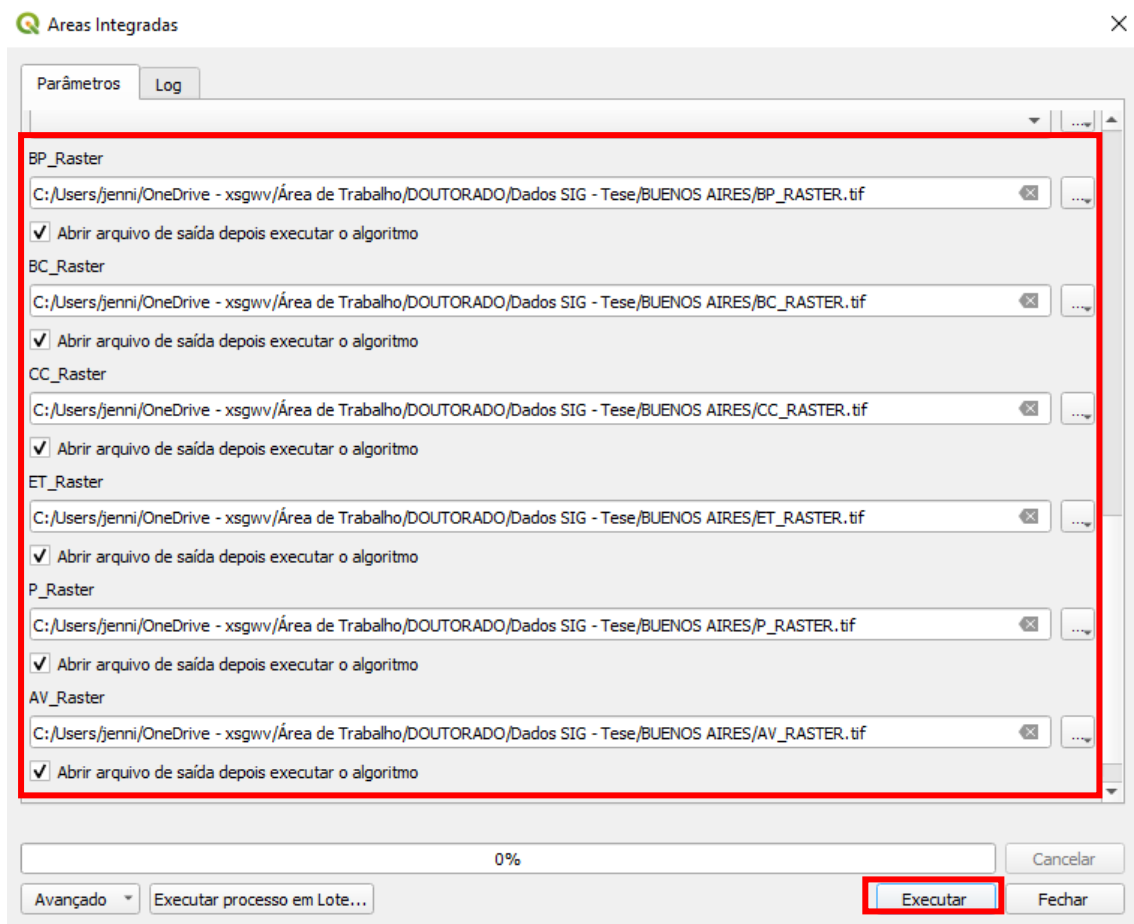 Areas Integradas
Parâmetros
Log
...
BP_Raster
C:/Users/jenni/OneDrive - xsgwv/Área de Trabalho/DOUTORADO/Dados SIG - Tese/BUENOS AIRES/BP_RASTER.tif
...
Abrir arquivo de saída depois executar o algoritmo
BC_Raster
C:/Users/jenni/OneDrive - xsgwv/Área de Trabalho/DOUTORADO/Dados SIG - Tese/BUENOS AIRES/BC_RASTER.tif
...
Abrir arquivo de saída depois executar o algoritmo
CC_Raster
C:/Users/jenni/OneDrive - xsgwv/Área de Trabalho/DOUTORADO/Dados SIG - Tese/BUENOS AIRES/CC_RASTER.tif
...
Abrir arquivo de saída depois executar o algoritmo
ET_Raster
C:/Users/jenni/OneDrive - xsgwv/Área de Trabalho/DOUTORADO/Dados SIG - Tese/BUENOS AIRES/ET_RASTER.tif
...
Abrir arquivo de saída depois executar o algoritmo
P_Raster
C:/Users/jenni/OneDrive - xsgwv/Área de Trabalho/DOUTORADO/Dados SIG - Tese/BUENOS AIRES/P_RASTER.tif
...
Abrir arquivo de saída depois executar o algoritmo
AV_Raster
C:/Users/jenni/OneDrive - xsgwv/Área de Trabalho/DOUTORADO/Dados SIG - Tese/BUENOS AIRES/AV_RASTER.tif
...
Abrir arquivo de saída depois executar o algoritmo
0%
Cancelar
Avançado
Executar processo em Lote...
Executar
Fechar